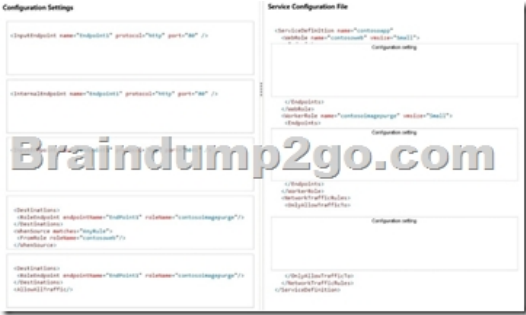 Configuration Settings
<InputEndpoint name="Endpoint1" protocol="http" port="80" />
<InternalEndpoint name="Endpoint1" protocol="http" port="80" />
<Destinations>
<RoleEndpoint endpointName="EndPoint1" roleName="contosoimagepurge"/>
</Destinations>
<WhenSource matches="AnyRule">
<FromRole roleName="contosoweb"/>
</WhenSource>
<Destinations>
<RoleEndpoint endpointName="EndPoint1" roleName="contosoimagepurge"/>
</Destinations>
<AllowAllTraffic/>
Service Configuration File
<ServiceDefinition name="contosoapp"
<WebRole name="contosoweb" vmsize="Small">
Configuration setting
</Endpoints>
</WebRole>
<WorkerRole name="contosoimagepurge" vmsize="Small">
<Endpoints>
Configuration setting
</Endpoints>
</WorkerRole>
<NetworkTrafficRules>
<OnlyAllowTrafficTo>
Configuration setting
</OnlyAllowTrafficTo>
</NetworkTrafficRules>
</ServiceDefinition>
Braindump2go.com